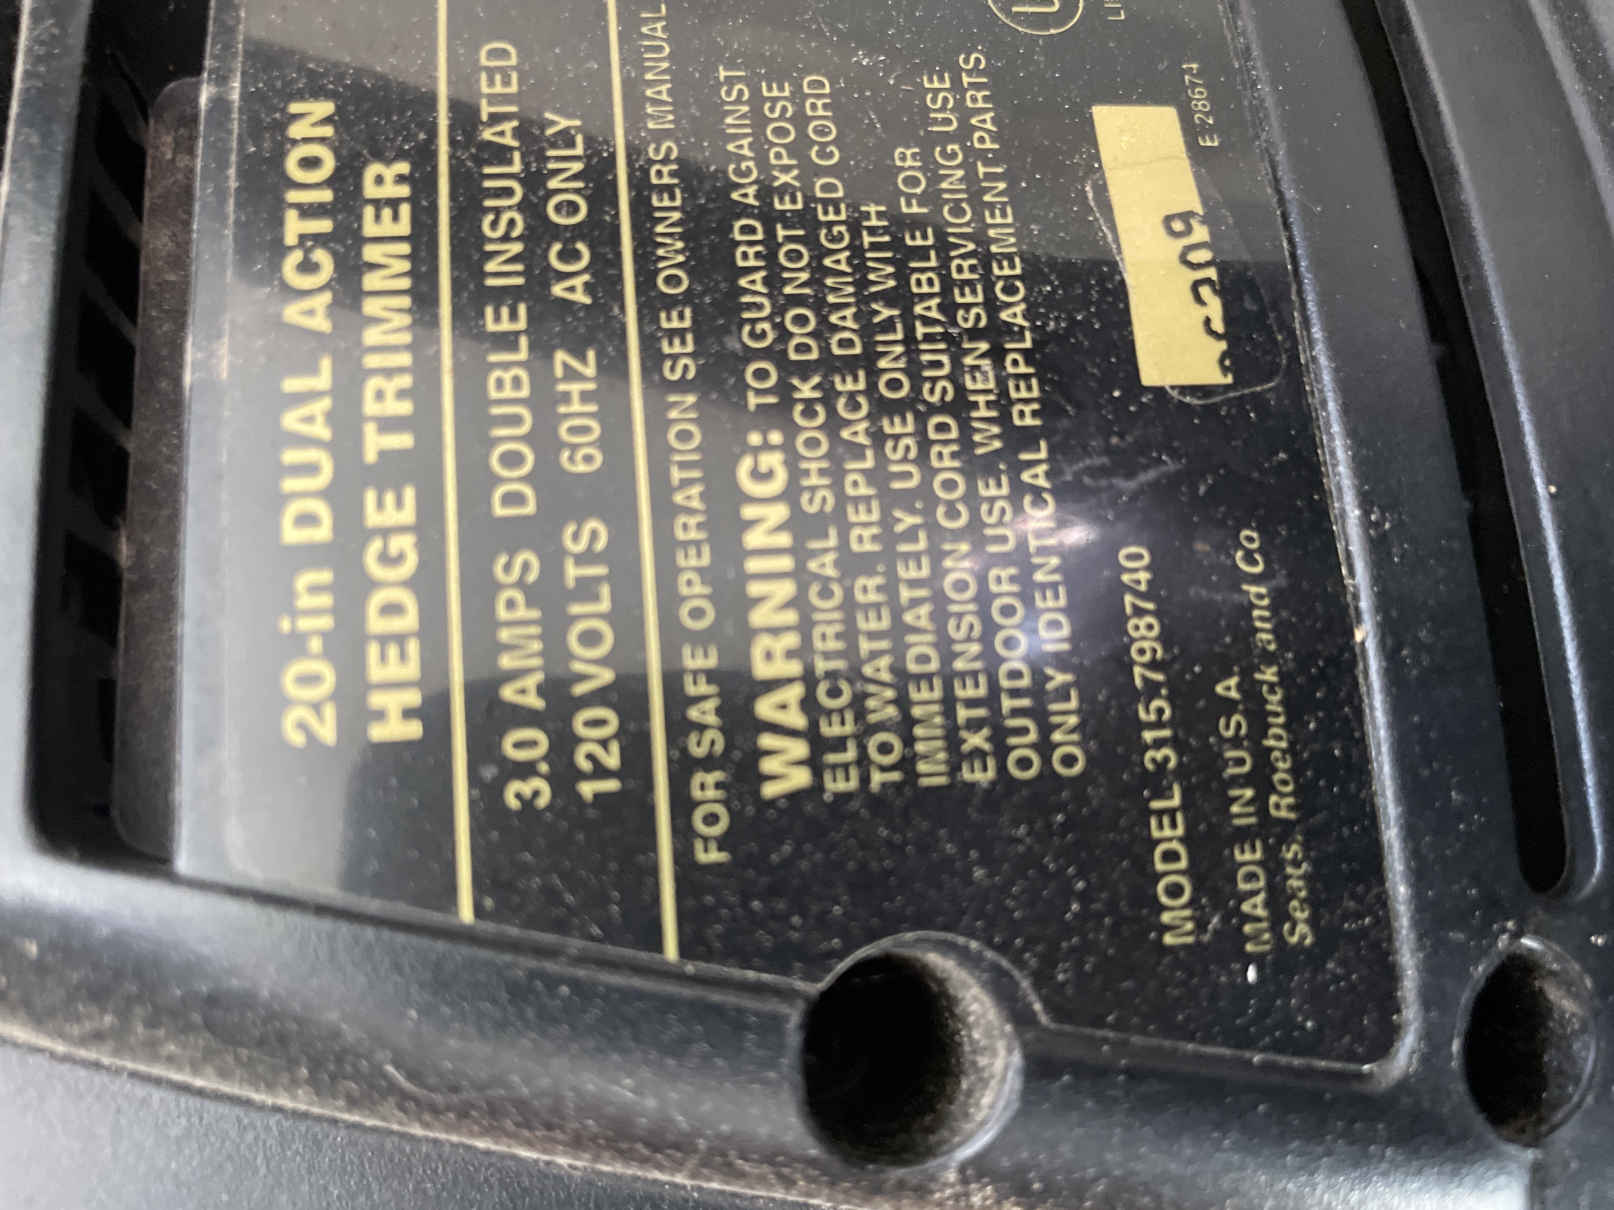 20-in DUAL ACTION
HEDGE TRIMMER
3.0 AMPS DOUBLE INSULATED
120 VOLTS 60HZ AC ONLY
FOR SAFE OPERATION SEE OWNERS MANUAL
WARNING: TO GUARD AGAINST
ELECTRICAL SHOCK DO NOT EXPOSE
TO WATER. REPLACE DAMAGED CORD
IMMEDIATELY. USE ONLY WITH
EXTENSION CORD SUITABLE FOR
OUTDOOR USE. WHEN SERVICING USE
ONLY IDENTICAL REPLACEMENT PARTS.
MODEL 315.798740
MADE IN U.S.A.
Sears, Roebuck and Co.
E 28674